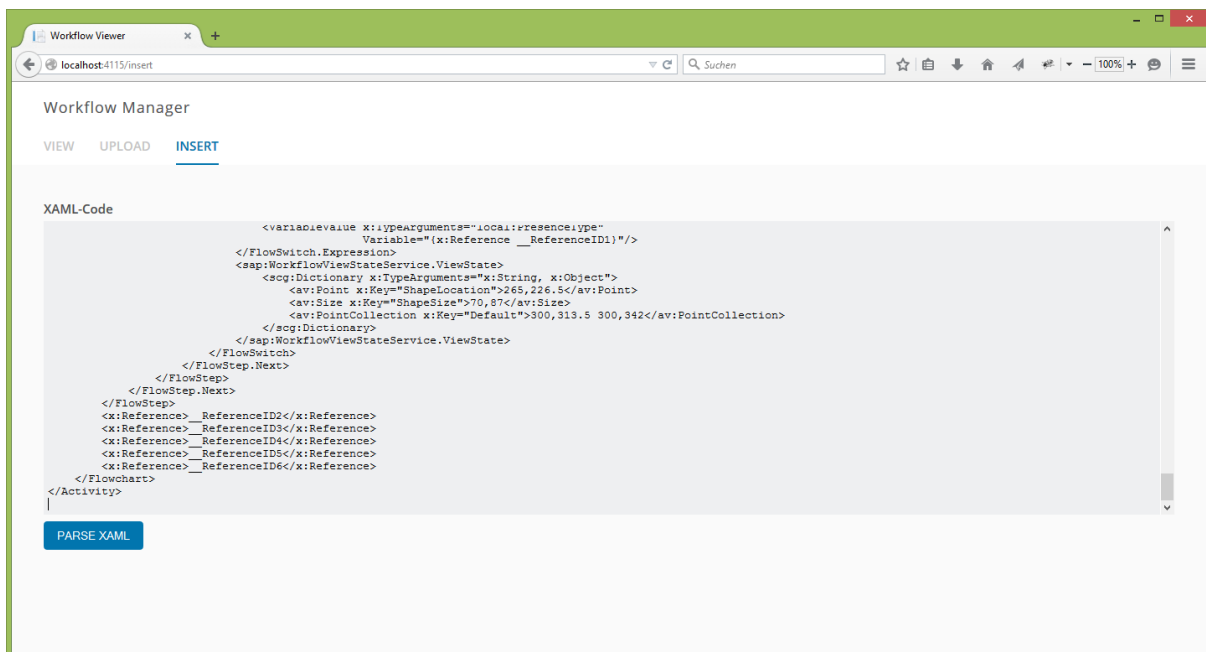 Workflow Viewer
localhost:4115/insert
Suchen
100%
Workflow Manager
VIEW UPLOAD INSERT
XAML-Code
<VariableValue x:TypeArguments="local:PresenceType"
Variable="{x:Reference __ReferenceID1}"/>
</FlowSwitch.Expression>
<sap:WorkflowViewStateService.ViewState>
<scg:Dictionary x:TypeArguments="x:String, x:Object">
<av:Point x:Key="ShapeLocation">265,226.5</av:Point>
<av:Size x:Key="ShapeSize">70,87</av:Size>
<av:PointCollection x:Key="Default">300,313.5 300,342</av:PointCollection>
</scg:Dictionary>
</sap:WorkflowViewStateService.ViewState>
</FlowSwitch>
</FlowStep.Next>
</FlowStep>
</FlowStep.Next>
</FlowStep>
<x:Reference>__ReferenceID2</x:Reference>
<x:Reference>__ReferenceID3</x:Reference>
<x:Reference>__ReferenceID4</x:Reference>
<x:Reference>__ReferenceID5</x:Reference>
<x:Reference>__ReferenceID6</x:Reference>
</Flowchart>
</Activity>
PARSE XAML